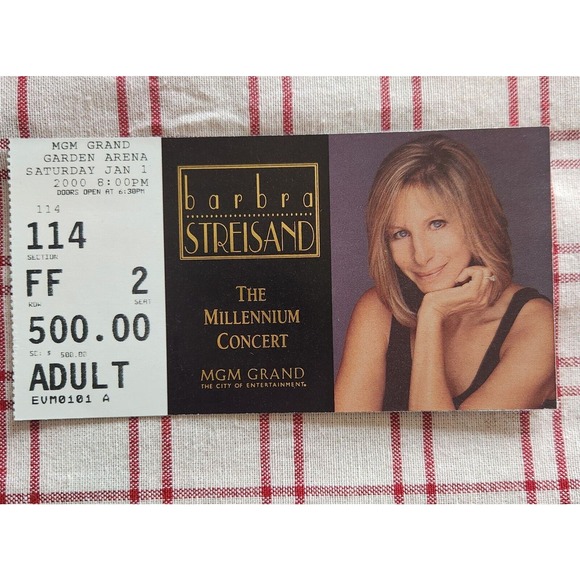 MGM GRAND
GARDEN ARENA
SATURDAY JAN 1
2000 8:00PM
DOORS OPEN AT 6:30PM
114
114
SECTION
FF 2
ROW SEAT
500.00
SC: $ 500.00
ADULT
EVM0101 A
barbra
STREISAND
THE
MILLENNIUM
CONCERT
MGM GRAND
THE CITY OF ENTERTAINMENT®